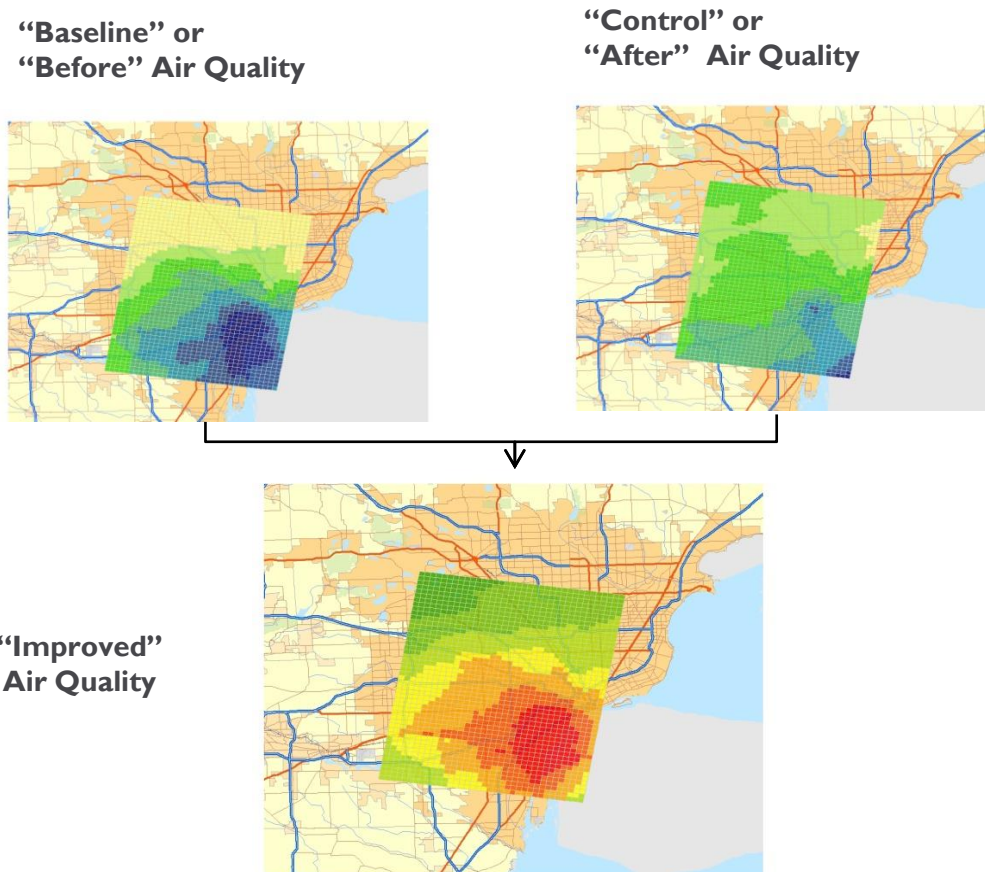 “Baseline” or
“Before” Air Quality
“Control” or
“After” Air Quality
“Improved”
Air Quality